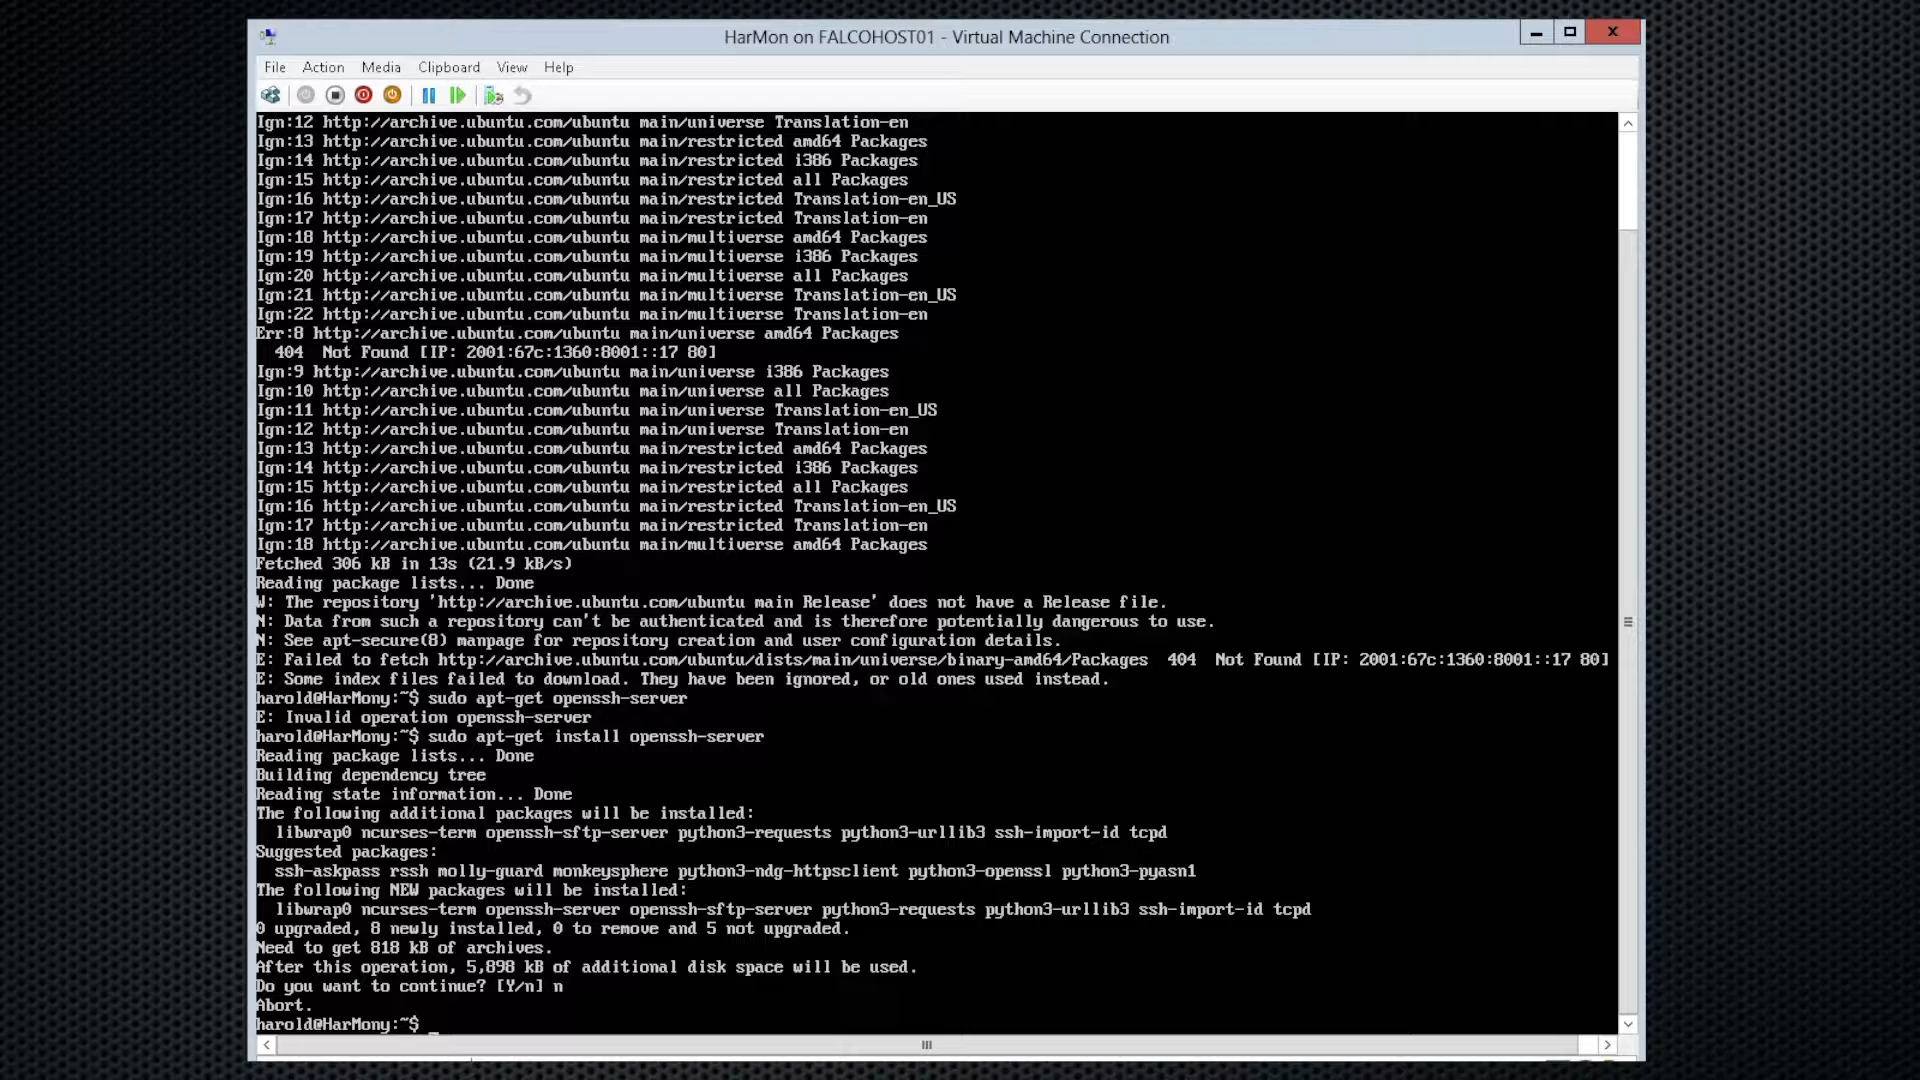 HarMon on FALCOHOST01 - Virtual Machine Connection
File Action Media Clipboard View Help
Ign:12 http://archive.ubuntu.com/ubuntu main/universe Translation-en
Ign:13 http://archive.ubuntu.com/ubuntu main/restricted amd64 Packages
Ign:14 http://archive.ubuntu.com/ubuntu main/restricted i386 Packages
Ign:15 http://archive.ubuntu.com/ubuntu main/restricted all Packages
Ign:16 http://archive.ubuntu.com/ubuntu main/restricted Translation-en_US
Ign:17 http://archive.ubuntu.com/ubuntu main/restricted Translation-en
Ign:18 http://archive.ubuntu.com/ubuntu main/multiverse amd64 Packages
Ign:19 http://archive.ubuntu.com/ubuntu main/multiverse i386 Packages
Ign:20 http://archive.ubuntu.com/ubuntu main/multiverse all Packages
Ign:21 http://archive.ubuntu.com/ubuntu main/multiverse Translation-en_US
Ign:22 http://archive.ubuntu.com/ubuntu main/multiverse Translation-en
Err:8 http://archive.ubuntu.com/ubuntu main/universe amd64 Packages
  404  Not Found [IP: 2001:67c:1360:8001::17 80]
Ign:9 http://archive.ubuntu.com/ubuntu main/universe i386 Packages
Ign:10 http://archive.ubuntu.com/ubuntu main/universe all Packages
Ign:11 http://archive.ubuntu.com/ubuntu main/universe Translation-en_US
Ign:12 http://archive.ubuntu.com/ubuntu main/universe Translation-en
Ign:13 http://archive.ubuntu.com/ubuntu main/restricted amd64 Packages
Ign:14 http://archive.ubuntu.com/ubuntu main/restricted i386 Packages
Ign:15 http://archive.ubuntu.com/ubuntu main/restricted all Packages
Ign:16 http://archive.ubuntu.com/ubuntu main/restricted Translation-en_US
Ign:17 http://archive.ubuntu.com/ubuntu main/restricted Translation-en
Ign:18 http://archive.ubuntu.com/ubuntu main/multiverse amd64 Packages
Fetched 306 kB in 13s (21.9 kB/s)
Reading package lists... Done
W: The repository 'http://archive.ubuntu.com/ubuntu main Release' does not have a Release file.
N: Data from such a repository can't be authenticated and is therefore potentially dangerous to use.
N: See apt-secure(8) manpage for repository creation and user configuration details.
E: Failed to fetch http://archive.ubuntu.com/ubuntu/dists/main/universe/binary-amd64/Packages  404  Not Found [IP: 2001:67c:1360:8001::17 80]
E: Some index files failed to download. They have been ignored, or old ones used instead.
harold@HarMony:~$ sudo apt-get openssh-server
E: Invalid operation openssh-server
harold@HarMony:~$ sudo apt-get install openssh-server
Reading package lists... Done
Building dependency tree
Reading state information... Done
The following additional packages will be installed:
  libwrap0 ncurses-term openssh-sftp-server python3-requests python3-urllib3 ssh-import-id tcpd
Suggested packages:
  ssh-askpass rssh molly-guard monkeysphere python3-ndg-httpsclient python3-openssl python3-pyasn1
The following NEW packages will be installed:
  libwrap0 ncurses-term openssh-server openssh-sftp-server python3-requests python3-urllib3 ssh-import-id tcpd
0 upgraded, 8 newly installed, 0 to remove and 5 not upgraded.
Need to get 818 kB of archives.
After this operation, 5,898 kB of additional disk space will be used.
Do you want to continue? [Y/n] n
Abort.
harold@HarMony:~$ _